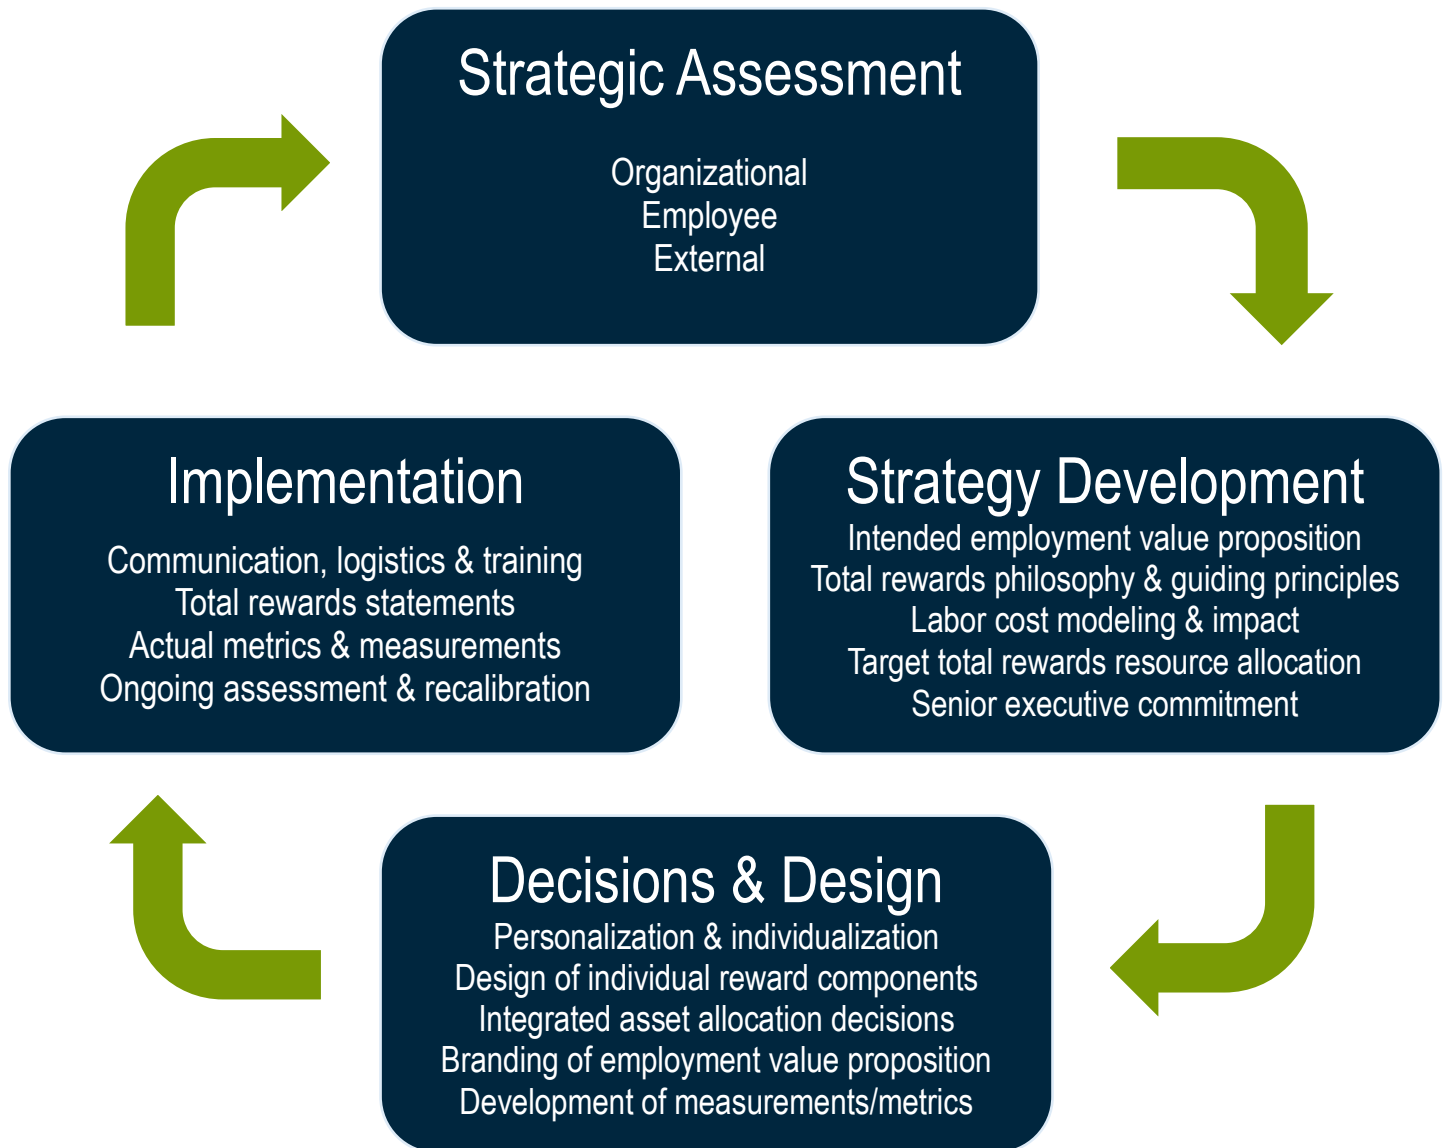 Strategic Assessment
Organizational
Employee
External
Implementation
Communication, logistics & training
Total rewards statements
Actual metrics & measurements
Ongoing assessment & recalibration
Strategy Development
Intended employment value proposition
Total rewards philosophy & guiding principles
Labor cost modeling & impact
Target total rewards resource allocation
Senior executive commitment
Decisions & Design
Personalization & individualization
Design of individual reward components
Integrated asset allocation decisions
Branding of employment value proposition
Development of measurements/metrics